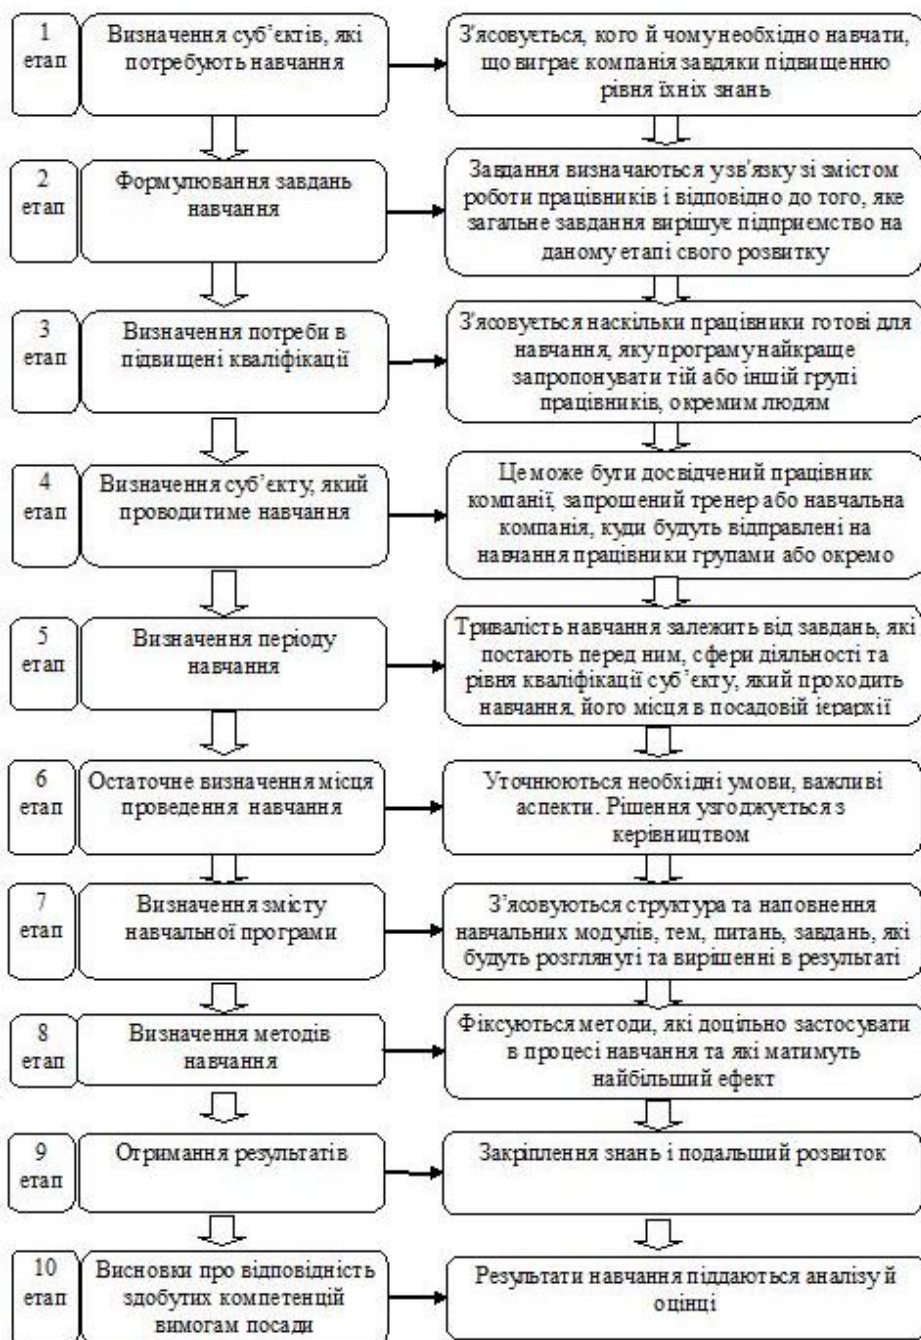 1
етап
Визначення суб’єктів, які
потребують навчання
З'ясовується, кого й чому необхідно навчати,
що виграє компанія завдяки підвищенню
рівня їхніх знань
2
етап
Формулювання завдань
навчання
Завдання визначаються у зв'язку зі змістом
роботи працівників і відповідно до того, яке
загальне завдання вирішує підприємство на
даному етапі свого розвитку
3
етап
Визначення потреби в
підвищені кваліфікації
З'ясовується наскільки працівники готові для
навчання, яку програму найкраще
запропонувати тій або іншій групі
працівників, окремим людям
4
етап
Визначення суб’єкту, який
проводитиме навчання
Це може бути досвідчений працівник
компанії, запрошений тренер або навчальна
компанія, куди будуть відправлені на
навчання працівники групами або окремо
5
етап
Визначення періоду
навчання
Тривалість навчання залежить від завдань, які
постають перед ним, сфери діяльності та
рівня кваліфікації суб’єкту, який проходить
навчання, його місця в посадовій ієрархії
6
етап
Остаточне визначення місця
проведення навчання
Уточнюються необхідні умови, важливі
аспекти. Рішення узгоджується з
керівництвом
7
етап
Визначення змісту
навчальної програми
З’ясовуються структура та наповнення
навчальних модулів, тем, питань, завдань, які
будуть розглянуті та вирішенні в результаті
8
етап
Визначення методів
навчання
Фіксуються методи, які доцільно застосувати
в процесі навчання та які матимуть
найбільший ефект
9
етап
Отримання результатів
Закріплення знань і подальший розвиток
10
етап
Висновки про відповідність
здобутих компетенцій
вимогам посади
Результати навчання піддаються аналізу й
оцінці